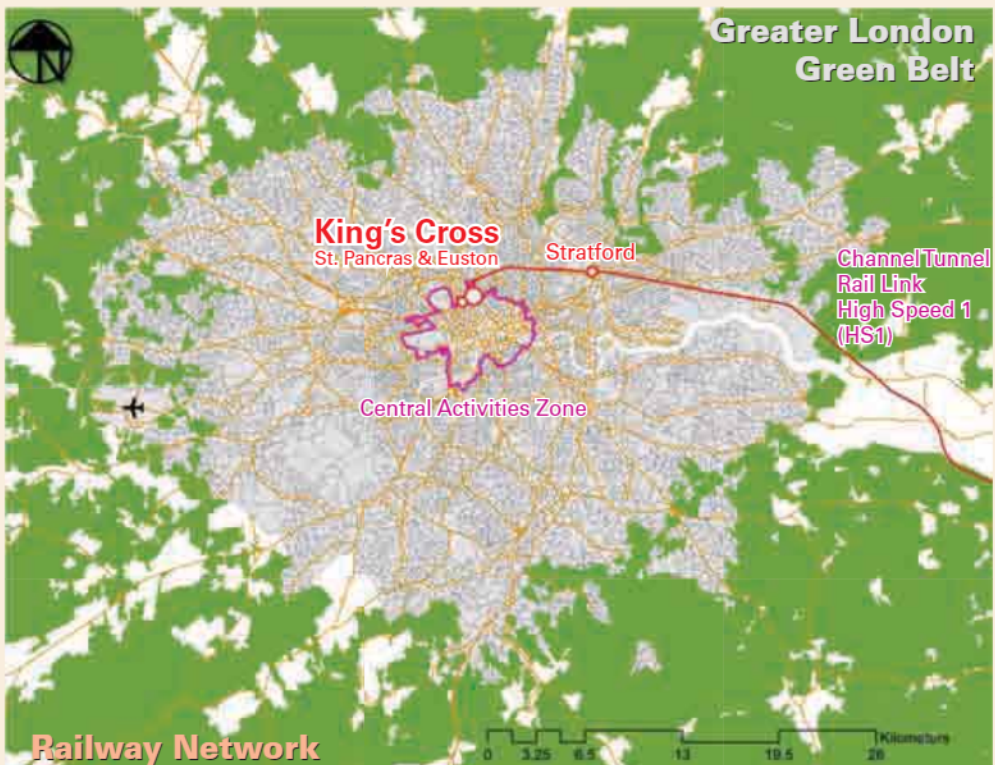 N
Greater London
Green Belt
King's Cross
St. Pancras & Euston
Stratford
Channel Tunnel
Rail Link
High Speed 1
(HS1)
Central Activities Zone
Railway Network
Kilometers
0 3.25 6.5 13 19.5 26